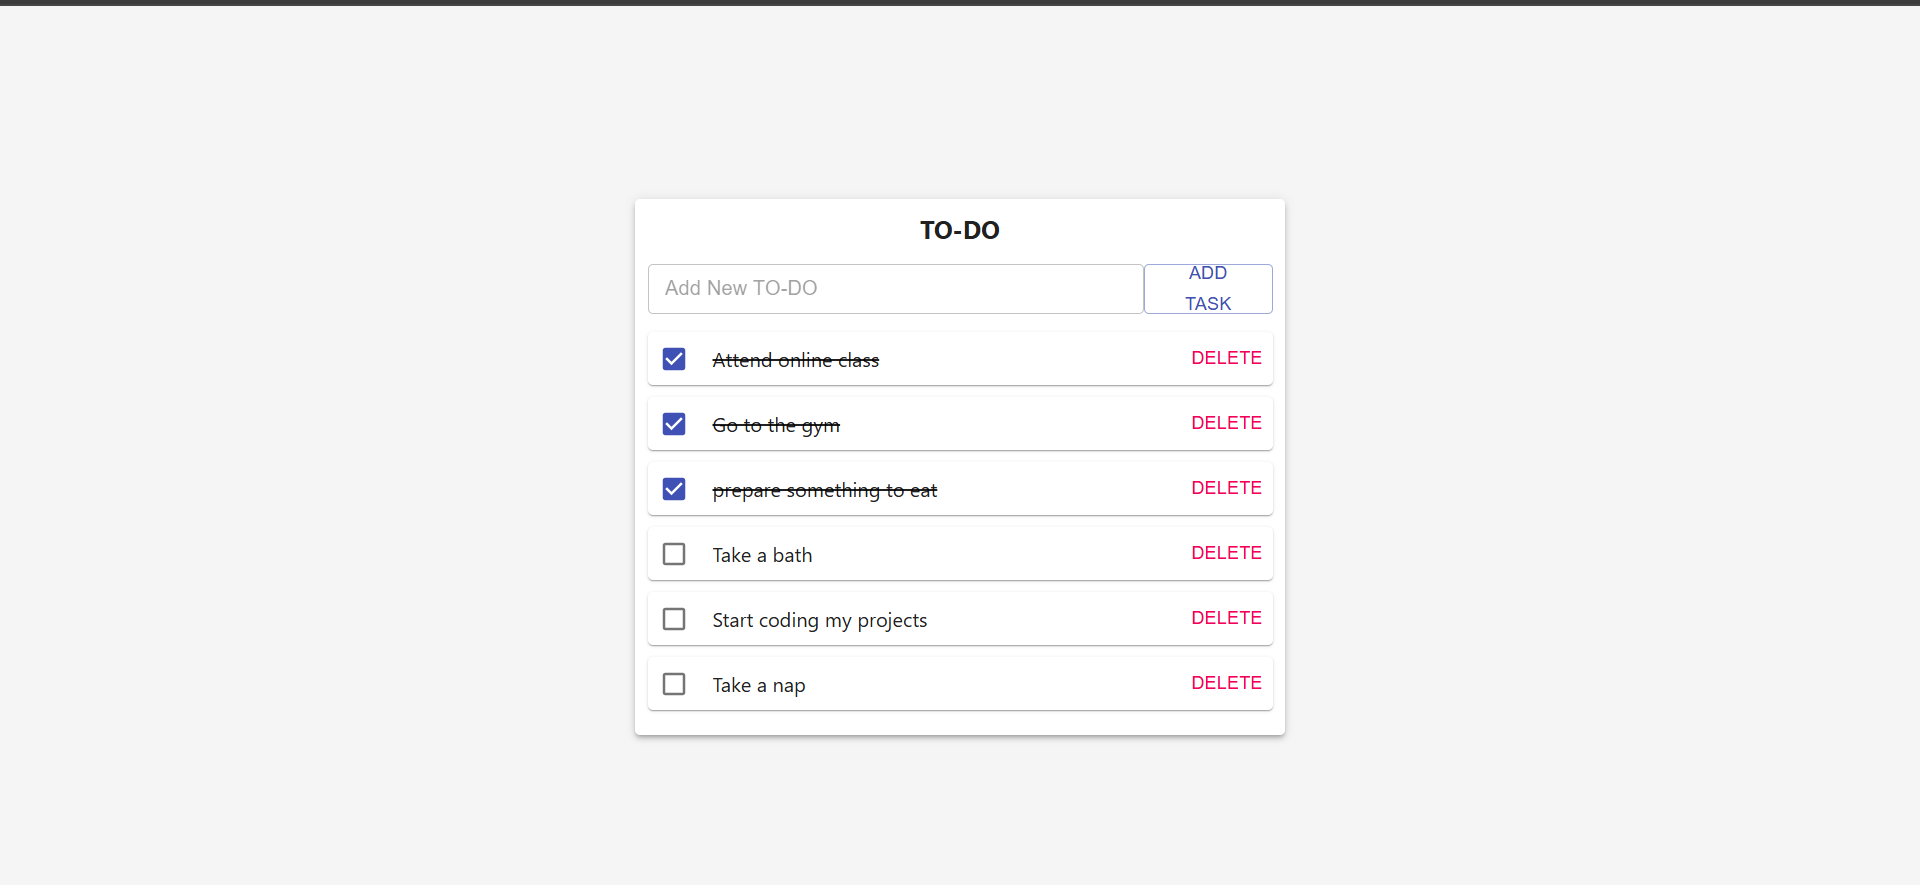 TO-DO
Add New TO-DO
ADD
TASK
Attend online class DELETE
Go to the gym DELETE
prepare something to eat DELETE
Take a bath DELETE
Start coding my projects DELETE
Take a nap DELETE